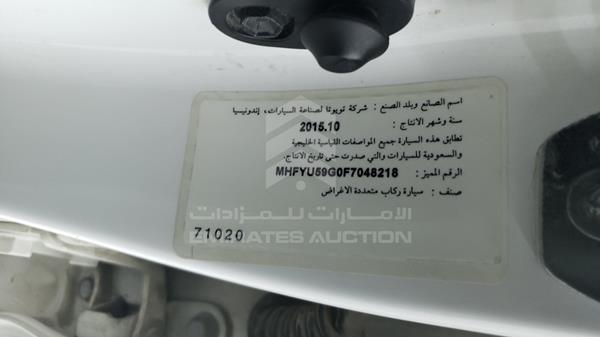 اسم الصانع وبلد الصنع : شركة تويوتا لصناعة السيارات، إندونيسيا
سنة وشهر الانتاج : 2015.10
تطابق هذه السيارة جميع المواصفات القياسية الخليجية
والسعودية للسيارات والتي صدرت حتى تاريخ الانتاج.
الرقم المميز : MHFYU59G0F7048218
صنف : سيارة ركاب متعددة الاغراض
الإمارات للمزادات
EMIRATES AUCTION
71020